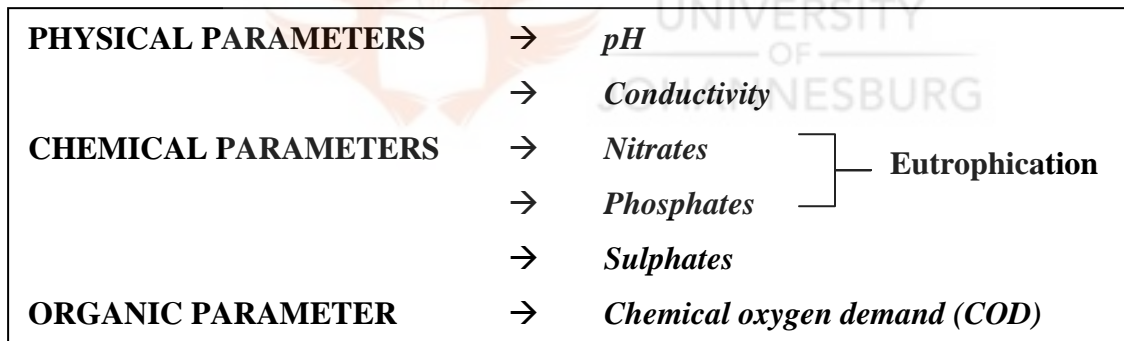 UNIVERSITY
OF
JOHANNESBURG
PHYSICAL PARAMETERS → pH
→ Conductivity
CHEMICAL PARAMETERS → Nitrates
→ Phosphates
Eutrophication
→ Sulphates
ORGANIC PARAMETER → Chemical oxygen demand (COD)